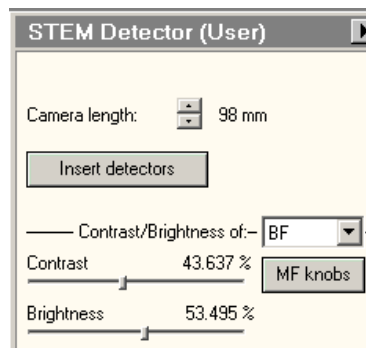 STEM Detector (User)
Camera length: 98 mm
Insert detectors
Contrast/Brightness of: BF
Contrast 43.637 % MF knobs
Brightness 53.495 %